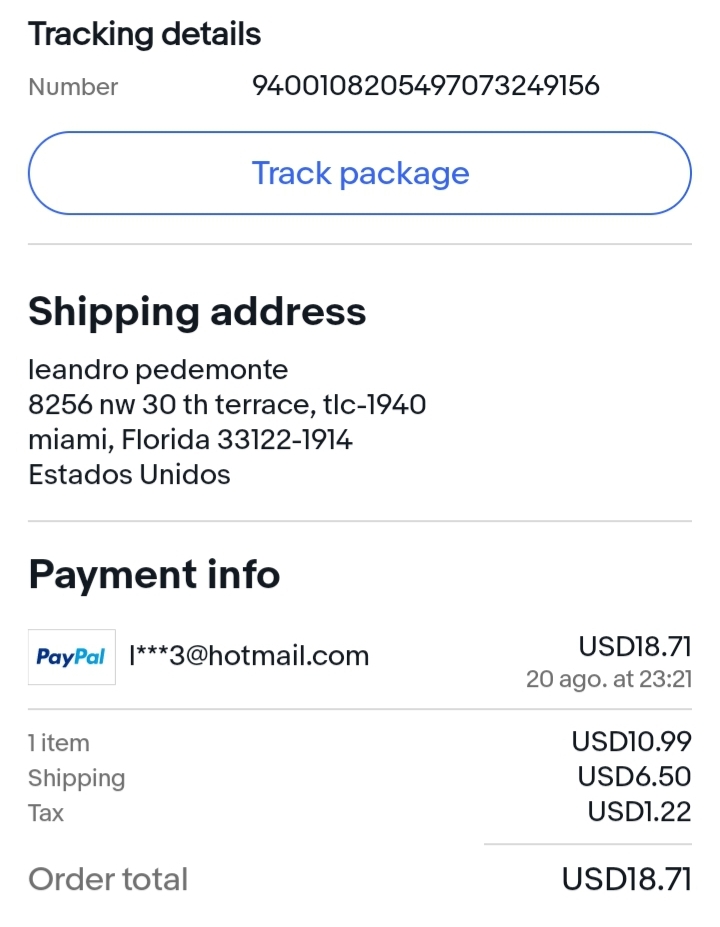 Tracking details
Number 9400108205497073249156
Track package
Shipping address
leandro pedemonte
8256 nw 30 th terrace, tlc-1940
miami, Florida 33122-1914
Estados Unidos
Payment info
PayPal l***3@hotmail.com USD18.71
20 ago. at 23:21
1 item USD10.99
Shipping USD6.50
Tax USD1.22
Order total USD18.71